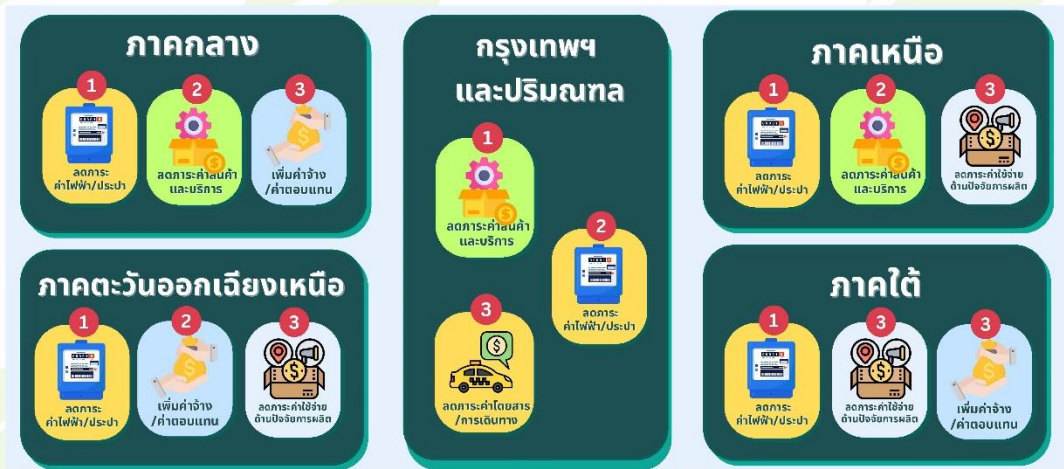 ภาคกลาง
1
2
3
ลดภาระ
ค่าไฟฟ้า/ประปา
ลดภาระค่าสินค้า
และบริการ
เพิ่มค่าจ้าง
/ค่าตอบแทน
กรุงเทพฯ
และปริมณฑล
1
ลดภาระค่าสินค้า
และบริการ
2
ลดภาระ
ค่าไฟฟ้า/ประปา
3
ลดภาระค่าโดยสาร
/การเดินทาง
ภาคเหนือ
1
2
3
ลดภาระ
ค่าไฟฟ้า/ประปา
ลดภาระค่าสินค้า
และบริการ
ลดภาระค่าใช้จ่าย
ด้านปัจจัยการผลิต
ภาคตะวันออกเฉียงเหนือ
1
2
3
ลดภาระ
ค่าไฟฟ้า/ประปา
เพิ่มค่าจ้าง
/ค่าตอบแทน
ลดภาระค่าใช้จ่าย
ด้านปัจจัยการผลิต
ภาคใต้
1
3
3
ลดภาระ
ค่าไฟฟ้า/ประปา
ลดภาระค่าใช้จ่าย
ด้านปัจจัยการผลิต
เพิ่มค่าจ้าง
/ค่าตอบแทน